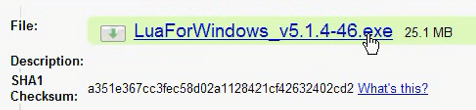 File: LuaForWindows_v5.1.4-46.exe 25.1 MB
Description:
SHA1
Checksum: a351e367cc3fec58d02a1128421cf42632402cd2 What's this?